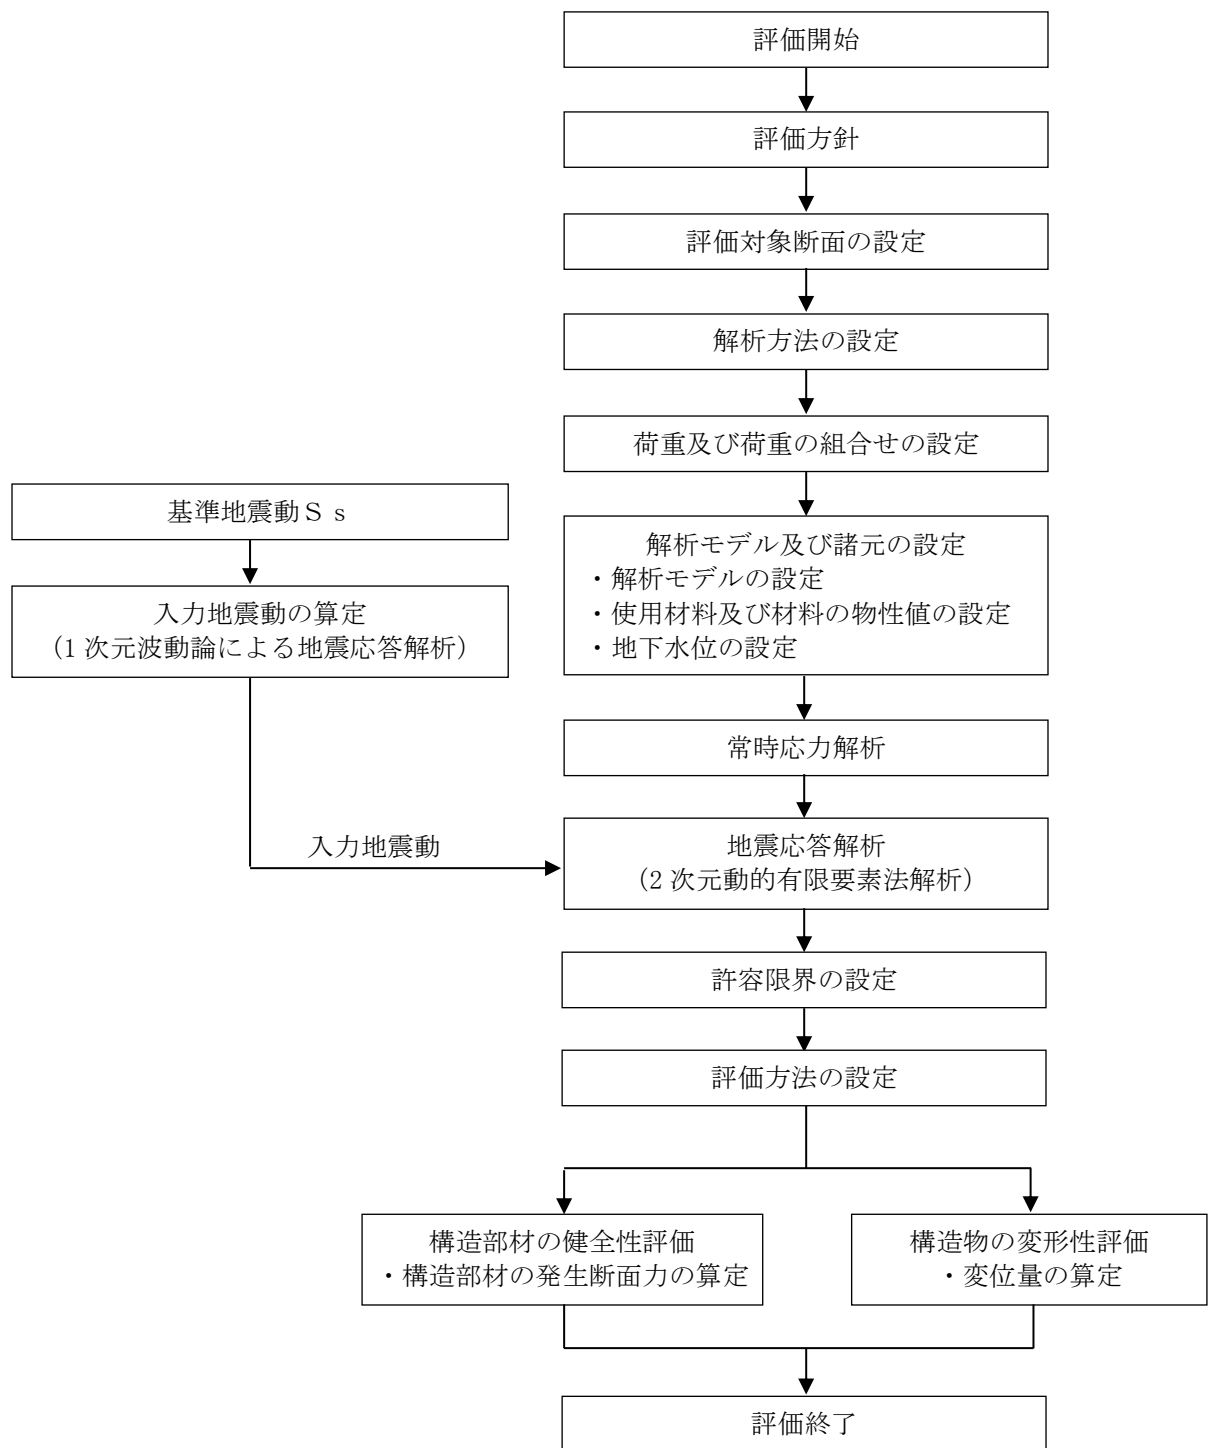 評価開始
評価方針
評価対象断面の設定
解析方法の設定
荷重及び荷重の組合せの設定
基準地震動Ｓｓ
入力地震動の算定
（1次元波動論による地震応答解析）
解析モデル及び諸元の設定
・解析モデルの設定
・使用材料及び材料の物性値の設定
・地下水位の設定
常時応力解析
入力地震動
地震応答解析
（2次元動的有限要素法解析）
許容限界の設定
評価方法の設定
構造部材の健全性評価
・構造部材の発生断面力の算定
構造物の変形性評価
・変位量の算定
評価終了